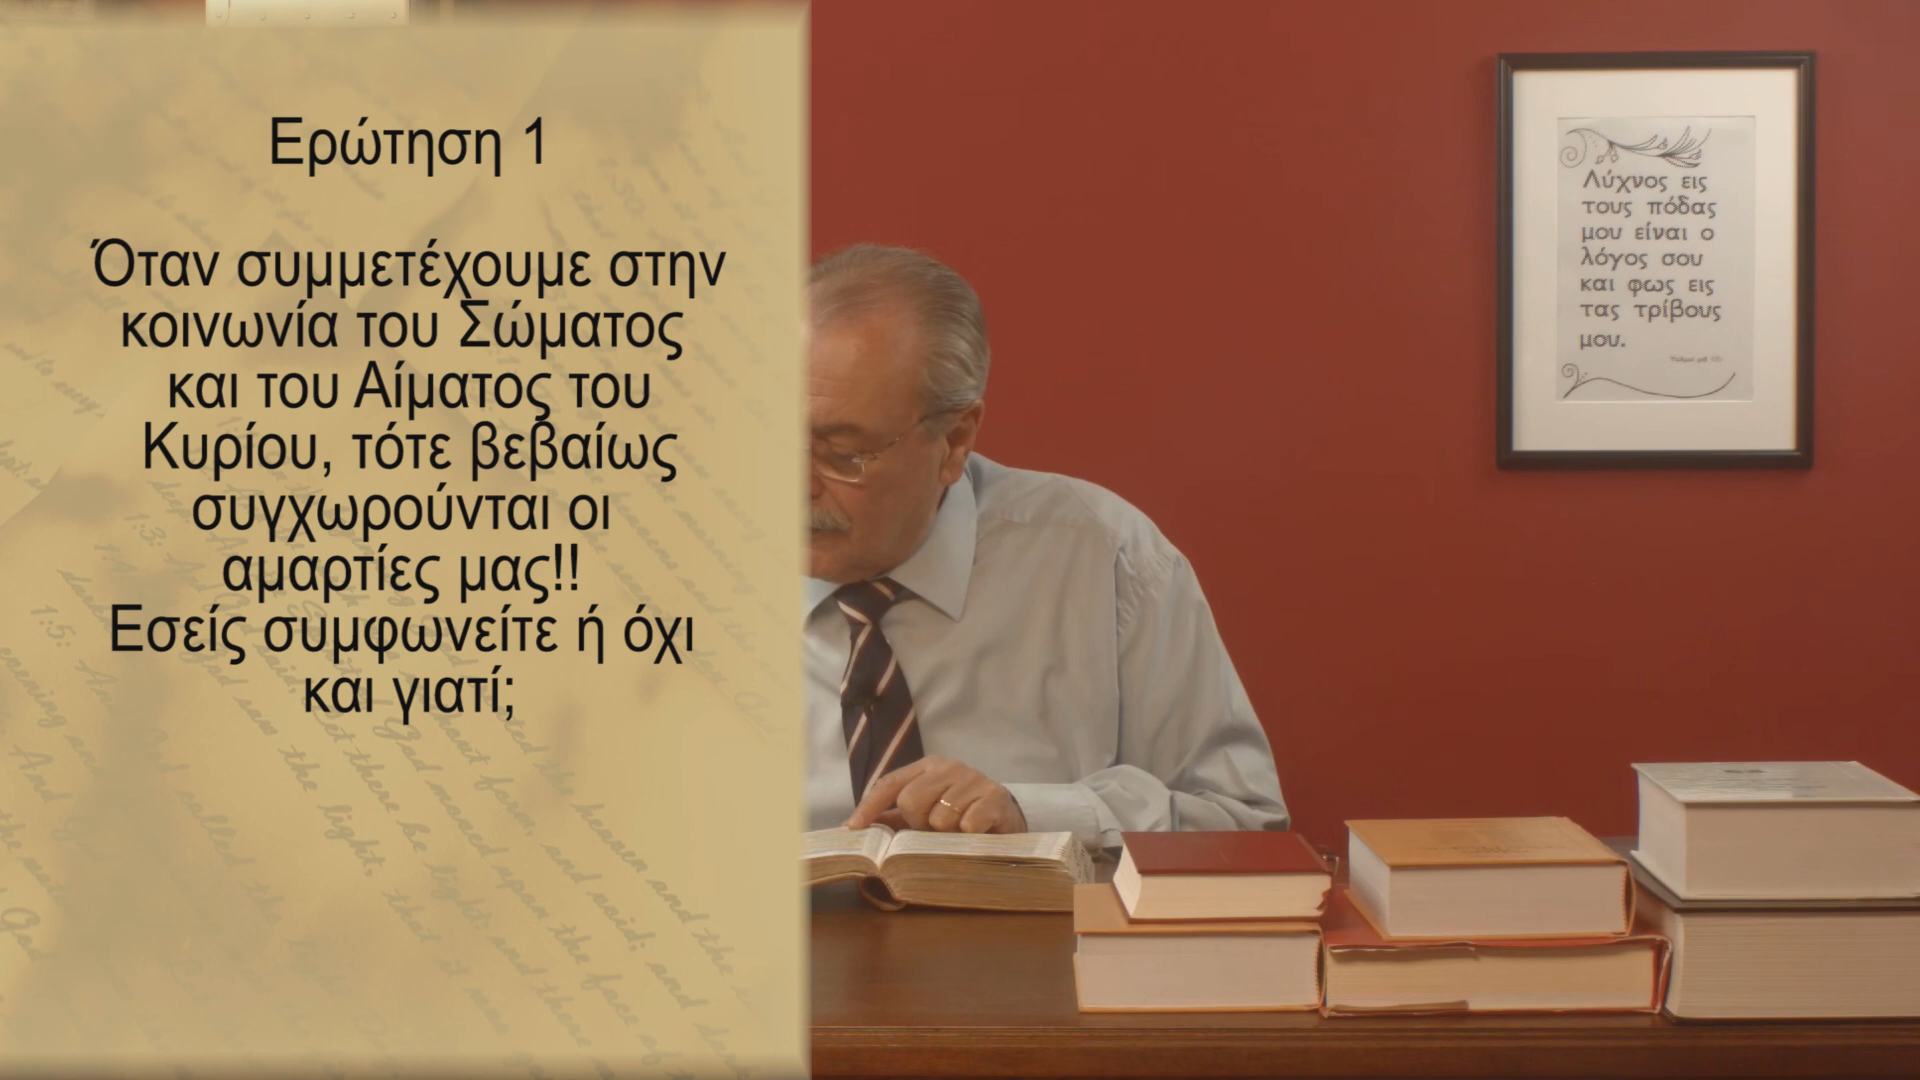 Ερώτηση 1
Όταν συμμετέχουμε στην
κοινωνία του Σώματος
και του Αίματος του
Κυρίου, τότε βεβαίως
συγχωρούνται οι
αμαρτίες μας!!
Εσείς συμφωνείτε ή όχι
και γιατί;
Λύχνος εις
τους πόδας
μου είναι ο
λόγος σου
και φως εις
τας τρίβους
μου.